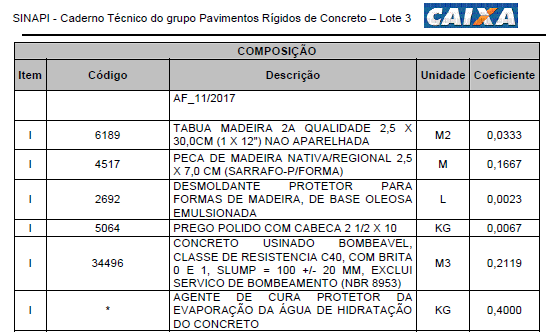 SINAPI - Caderno Técnico do grupo Pavimentos Rígidos de Concreto – Lote 3
CAIXA
COMPOSIÇÃO
Item Código Descrição Unidade Coeficiente
AF_11/2017
I 6189 TABUA MADEIRA 2A QUALIDADE 2,5 X M2 0,0333
30,0CM (1 X 12") NAO APARELHADA
I 4517 PECA DE MADEIRA NATIVA/REGIONAL 2,5 M 0,1667
X 7,0 CM (SARRAFO-P/FORMA)
I 2692 DESMOLDANTE PROTETOR PARA L 0,0023
FORMAS DE MADEIRA, DE BASE OLEOSA
EMULSIONADA
I 5064 PREGO POLIDO COM CABECA 2 1/2 X 10 KG 0,0067
I 34496 CONCRETO USINADO BOMBEAVEL, M3 0,2119
CLASSE DE RESISTENCIA C40, COM BRITA
0 E 1, SLUMP = 100 +/- 20 MM, EXCLUI
SERVICO DE BOMBEAMENTO (NBR 8953)
I * AGENTE DE CURA PROTETOR DA KG 0,4000
EVAPORAÇÃO DA ÁGUA DE HIDRATAÇÃO
DO CONCRETO